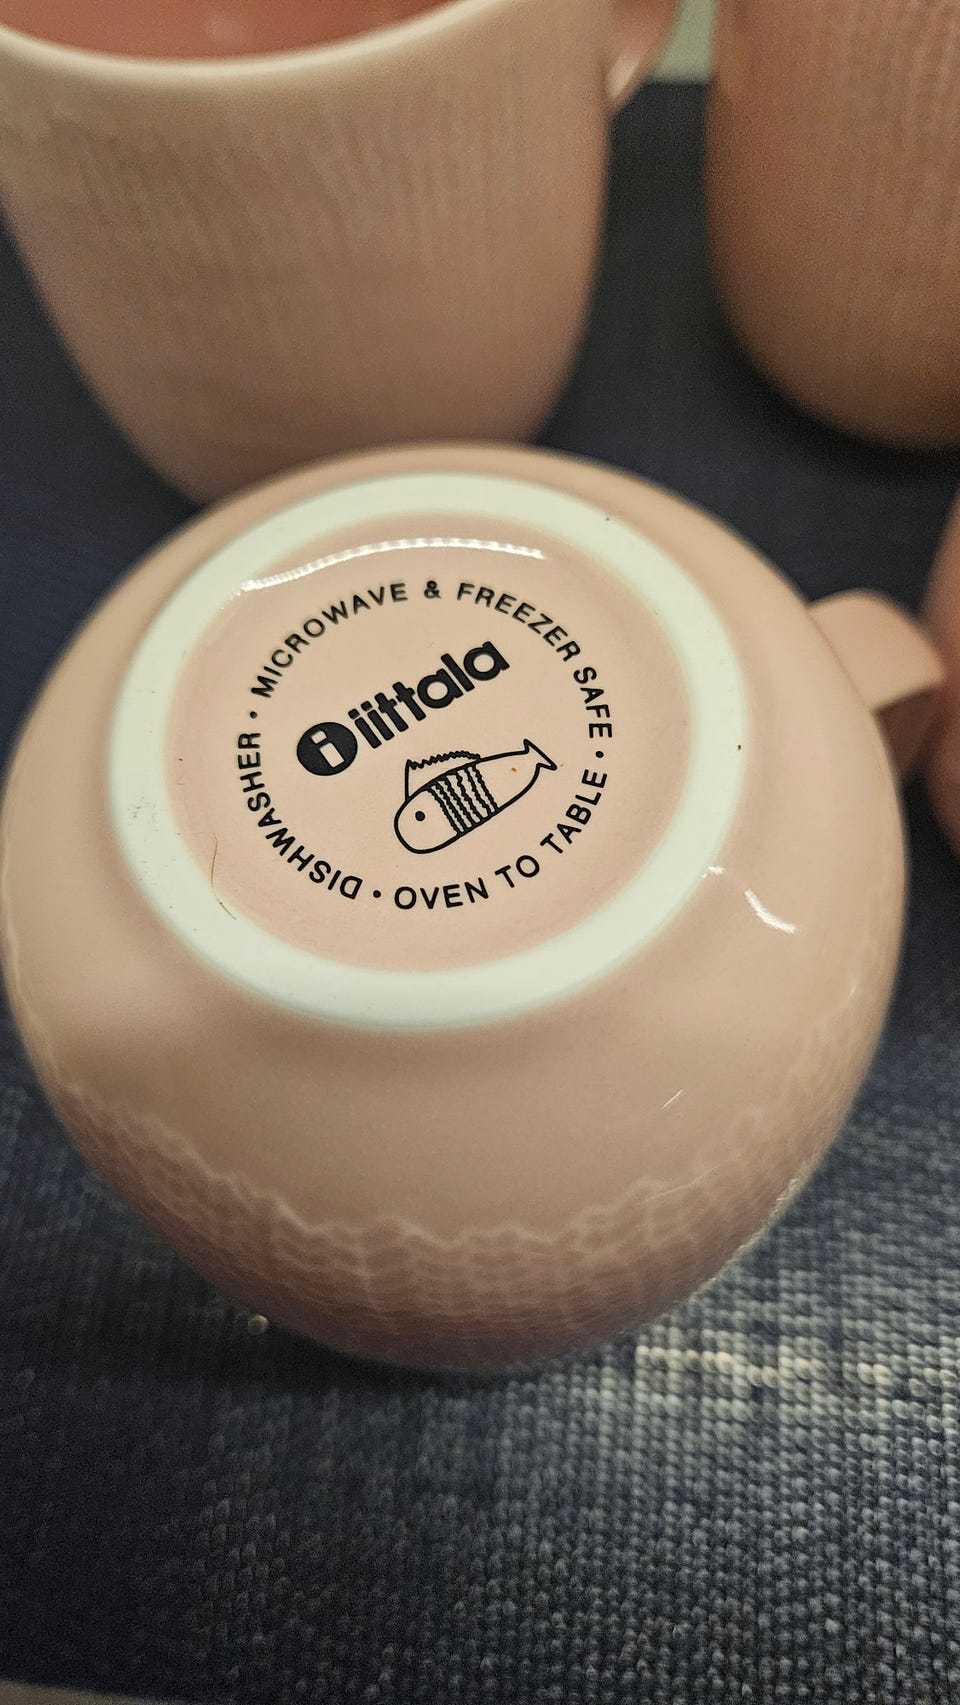 MICROWAVE & FREEZER SAFE • OVEN TO TABLE • DISHWASHER •
i iittala